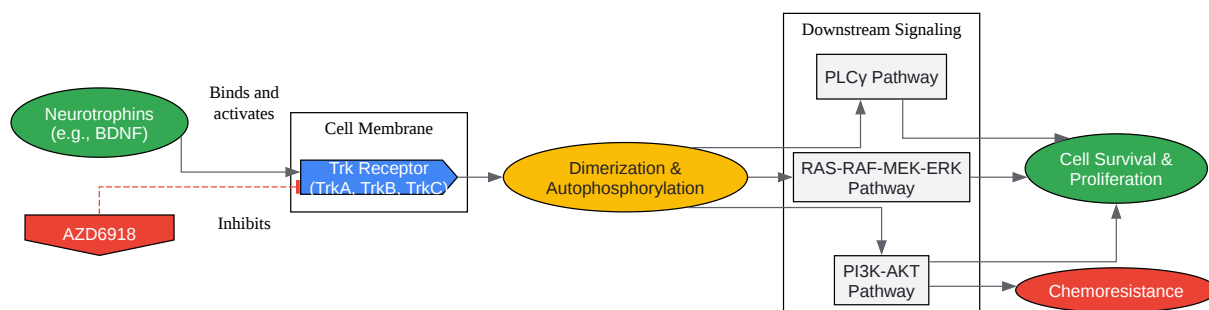 Neurotrophins
(e.g., BDNF)
Binds and
activates
AZD6918
Inhibits
Cell Membrane
Trk Receptor
(TrkA, TrkB, TrkC)
Dimerization &
Autophosphorylation
Downstream Signaling
PLCγ Pathway
RAS-RAF-MEK-ERK
Pathway
PI3K-AKT
Pathway
Cell Survival &
Proliferation
Chemoresistance